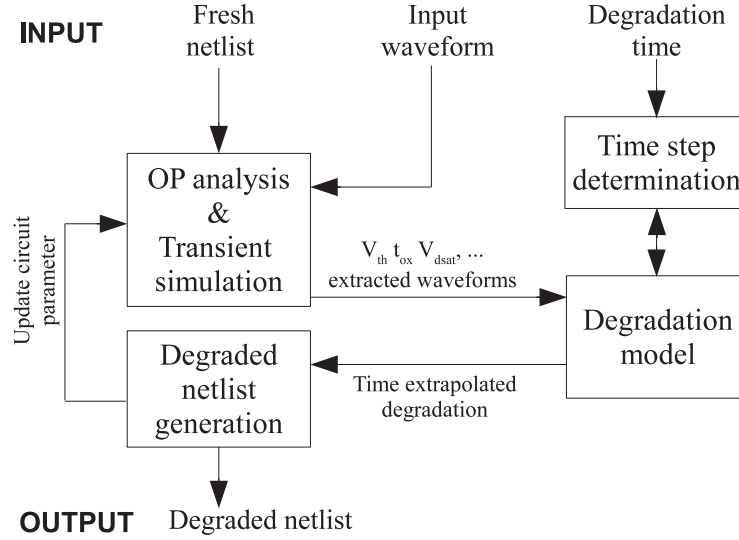 INPUT
Fresh
netlist
Input
waveform
Degradation
time
OP analysis
&
Transient
simulation
Time step
determination
Update circuit
parameter
Vth tox Vdsat, ...
extracted waveforms
Degradation
model
Degraded
netlist
generation
Time extrapolated
degradation
OUTPUT
Degraded netlist